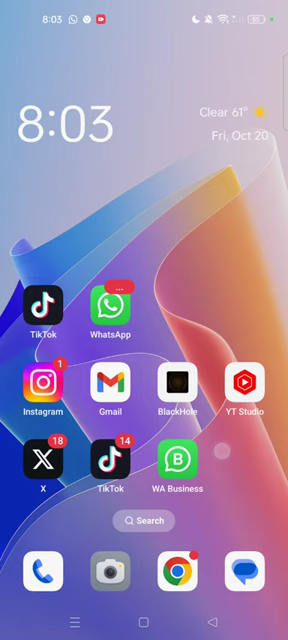 8:03
55
8:03
Clear 61°
Fri, Oct 20
...
TikTok
WhatsApp
1
Instagram
Gmail
BlackHole
YT Studio
18
14
X
TikTok
WA Business
Search